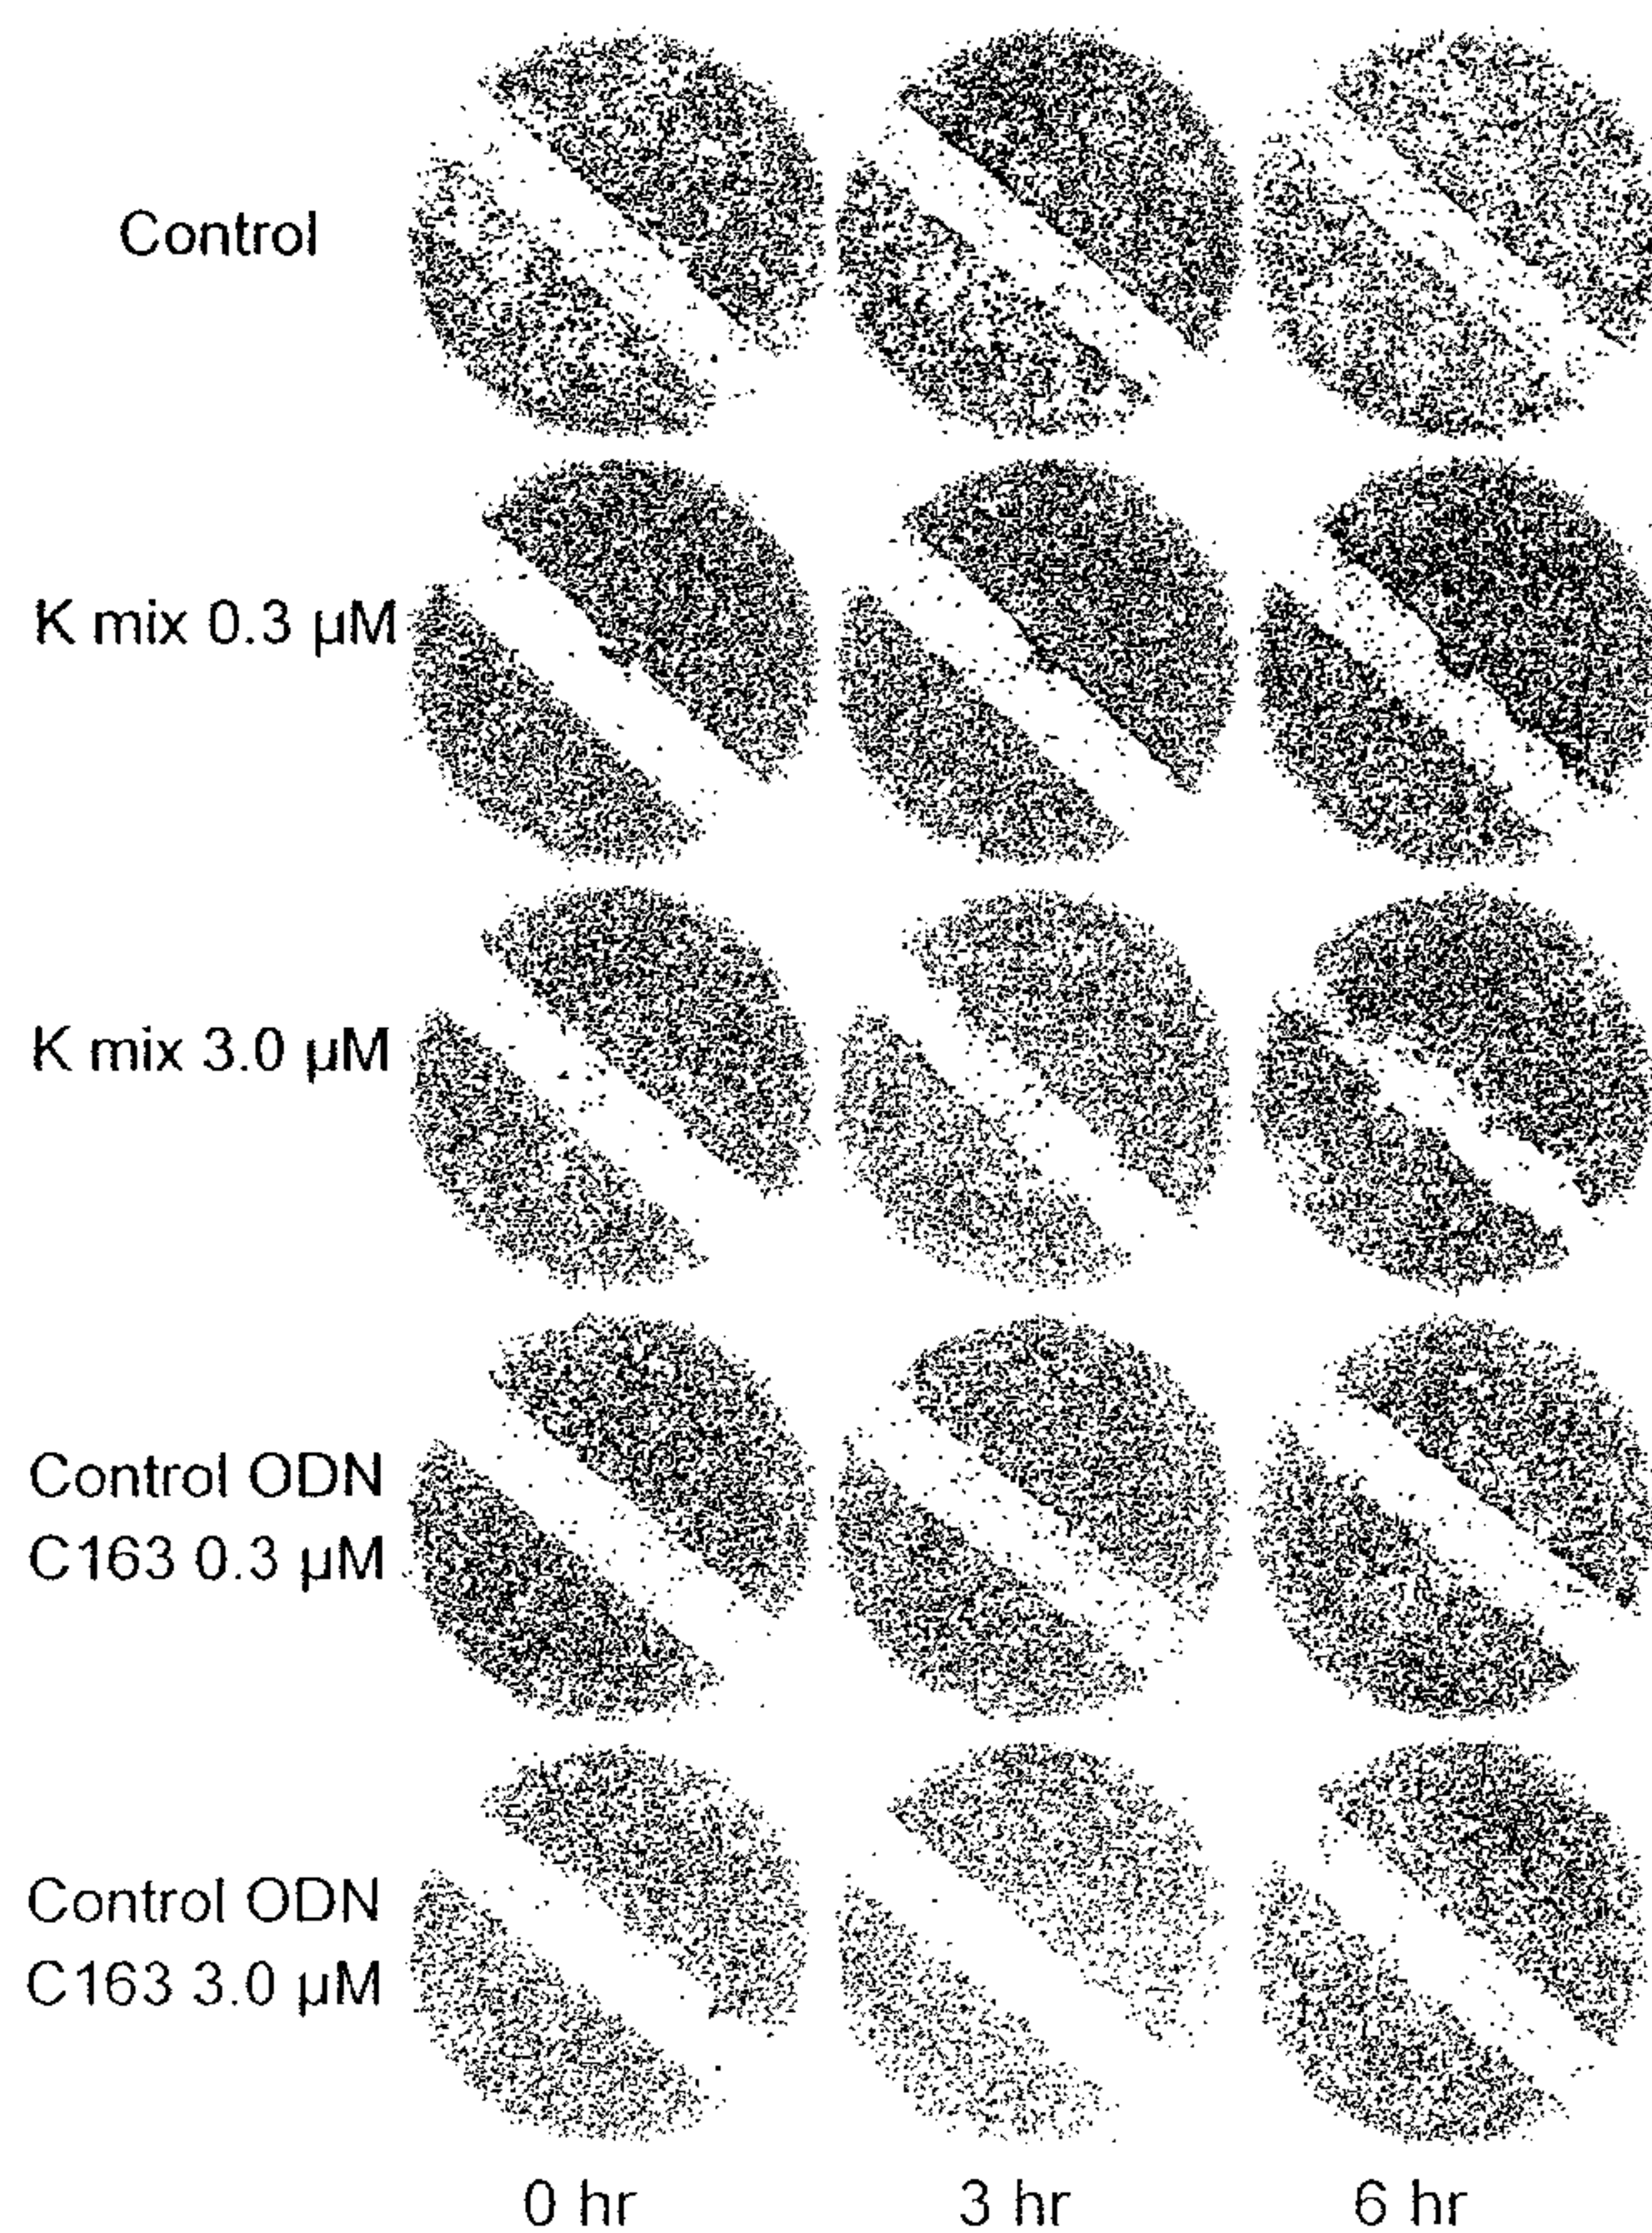 Control
K mix 0.3 µM
K mix 3.0 µM
Control ODN
C163 0.3 µM
Control ODN
C163 3.0 µM
0 hr 3 hr 6 hr